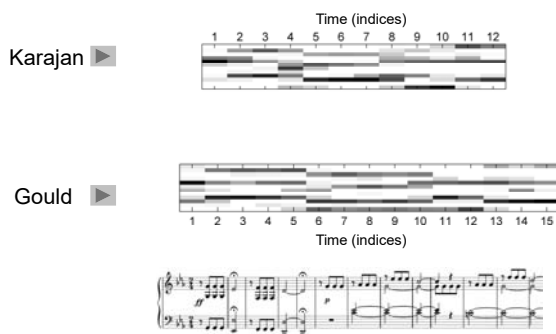 Time (indices)
1 2 3 4 5 6 7 8 9 10 11 12
Karajan
Gould
1 2 3 4 5 6 7 8 9 10 11 12 13 14 15
Time (indices)
ff p